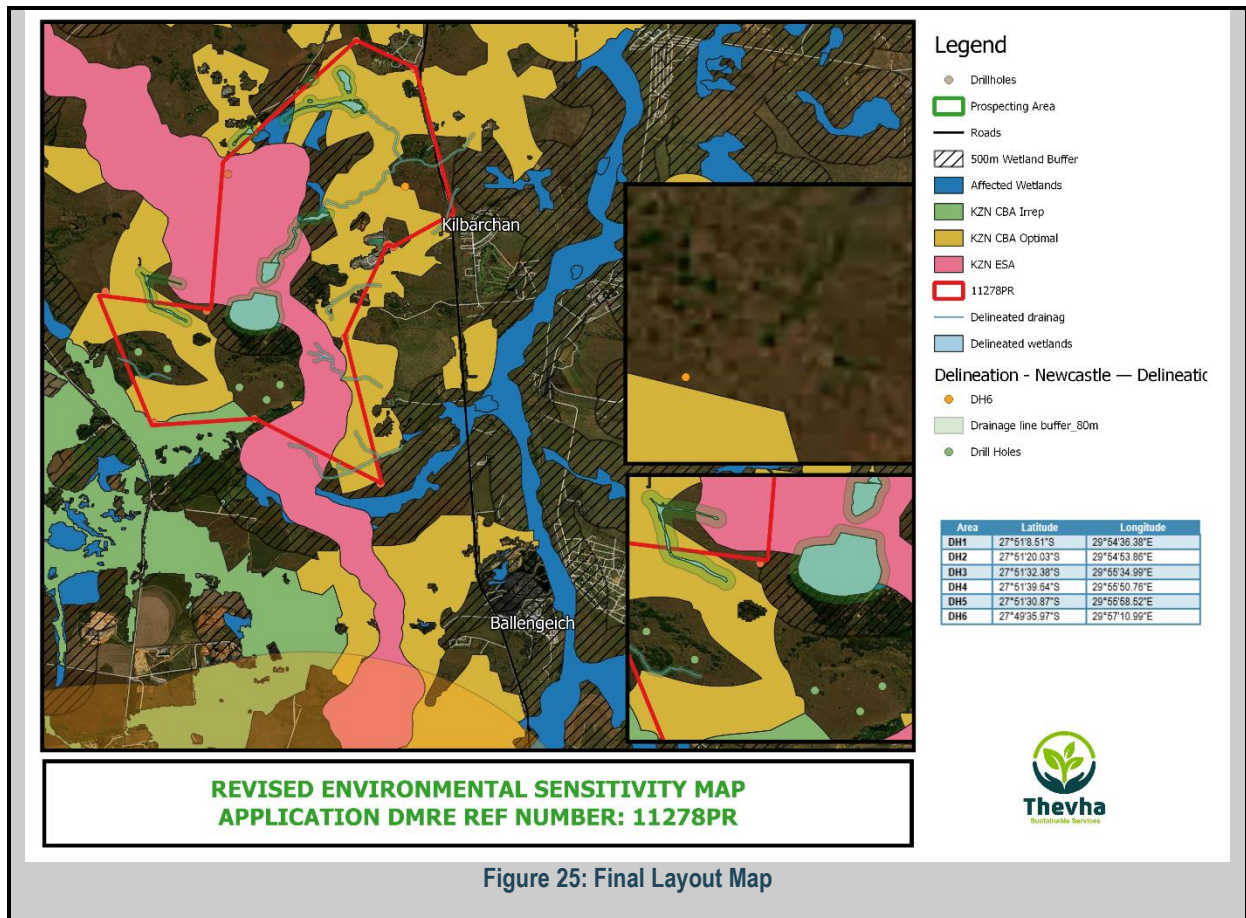 Kilbarchan
Ballengeich
Legend
Drillholes
Prospecting Area
Roads
500m Wetland Buffer
Affected Wetlands
KZN CBA Irrep
KZN CBA Optimal
KZN ESA
11278PR
Delineated drainag
Delineated wetlands
Delineation - Newcastle — Delineatic
DH6
Drainage line buffer_80m
Drill Holes
Area Latitude Longitude
DH1 27°51'8.51"S 29°54'36.38"E
DH2 27°51'20.03"S 29°54'53.86"E
DH3 27°51'32.38"S 29°55'34.99"E
DH4 27°51'39.64"S 29°55'50.76"E
DH5 27°51'30.87"S 29°55'58.52"E
DH6 27°49'35.97"S 29°57'10.99"E
REVISED ENVIRONMENTAL SENSITIVITY MAP
APPLICATION DMRE REF NUMBER: 11278PR
Thevha
Sustainable Services
Figure 25: Final Layout Map